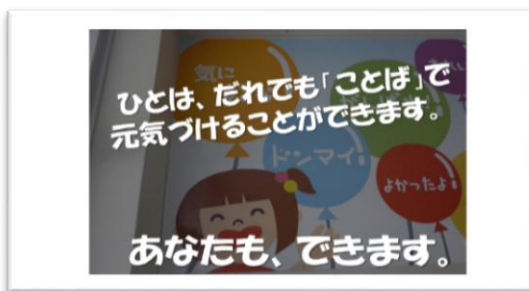 ひとは、だれでも「ことば」で
元気づけることができます。
気に
ドンマイ!
よかったよ!
あなたも、できます。